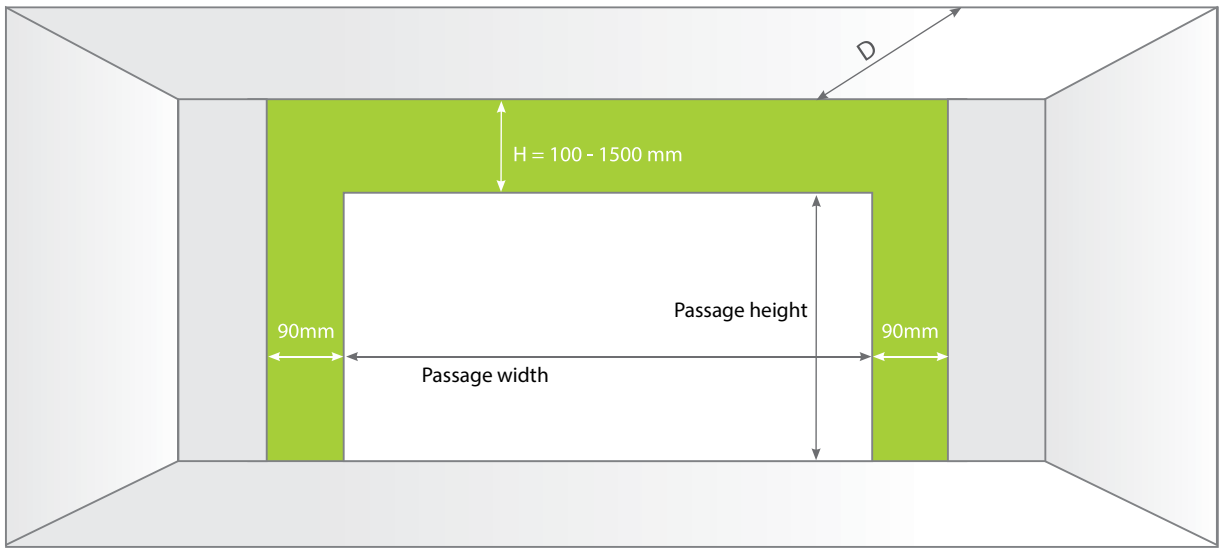 D
H = 100 - 1500 mm
Passage height
90mm
90mm
Passage width